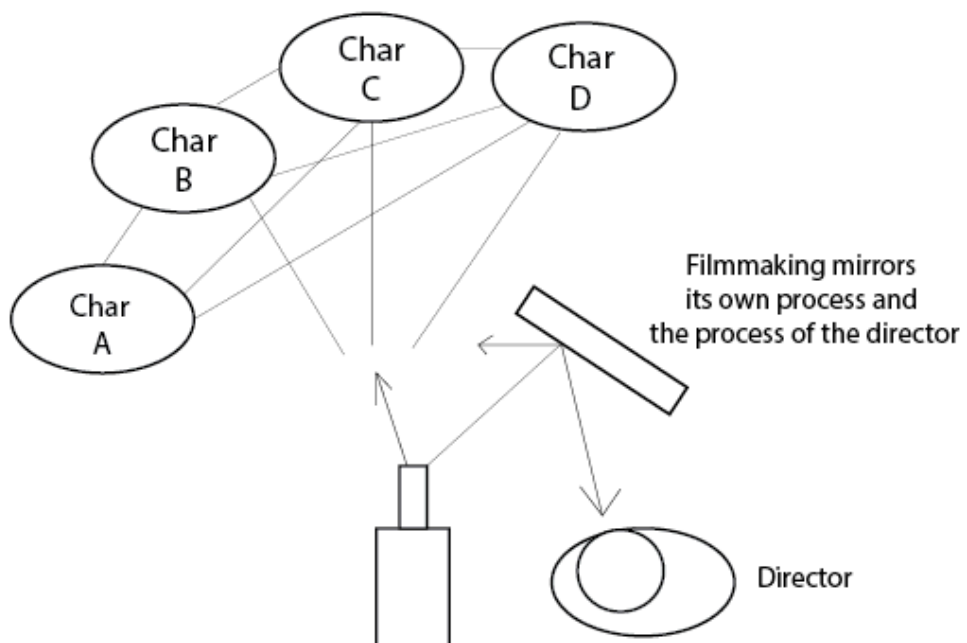 Char
C
Char
D
Char
B
Char
A
Filmmaking mirrors
its own process and
the process of the director
Director